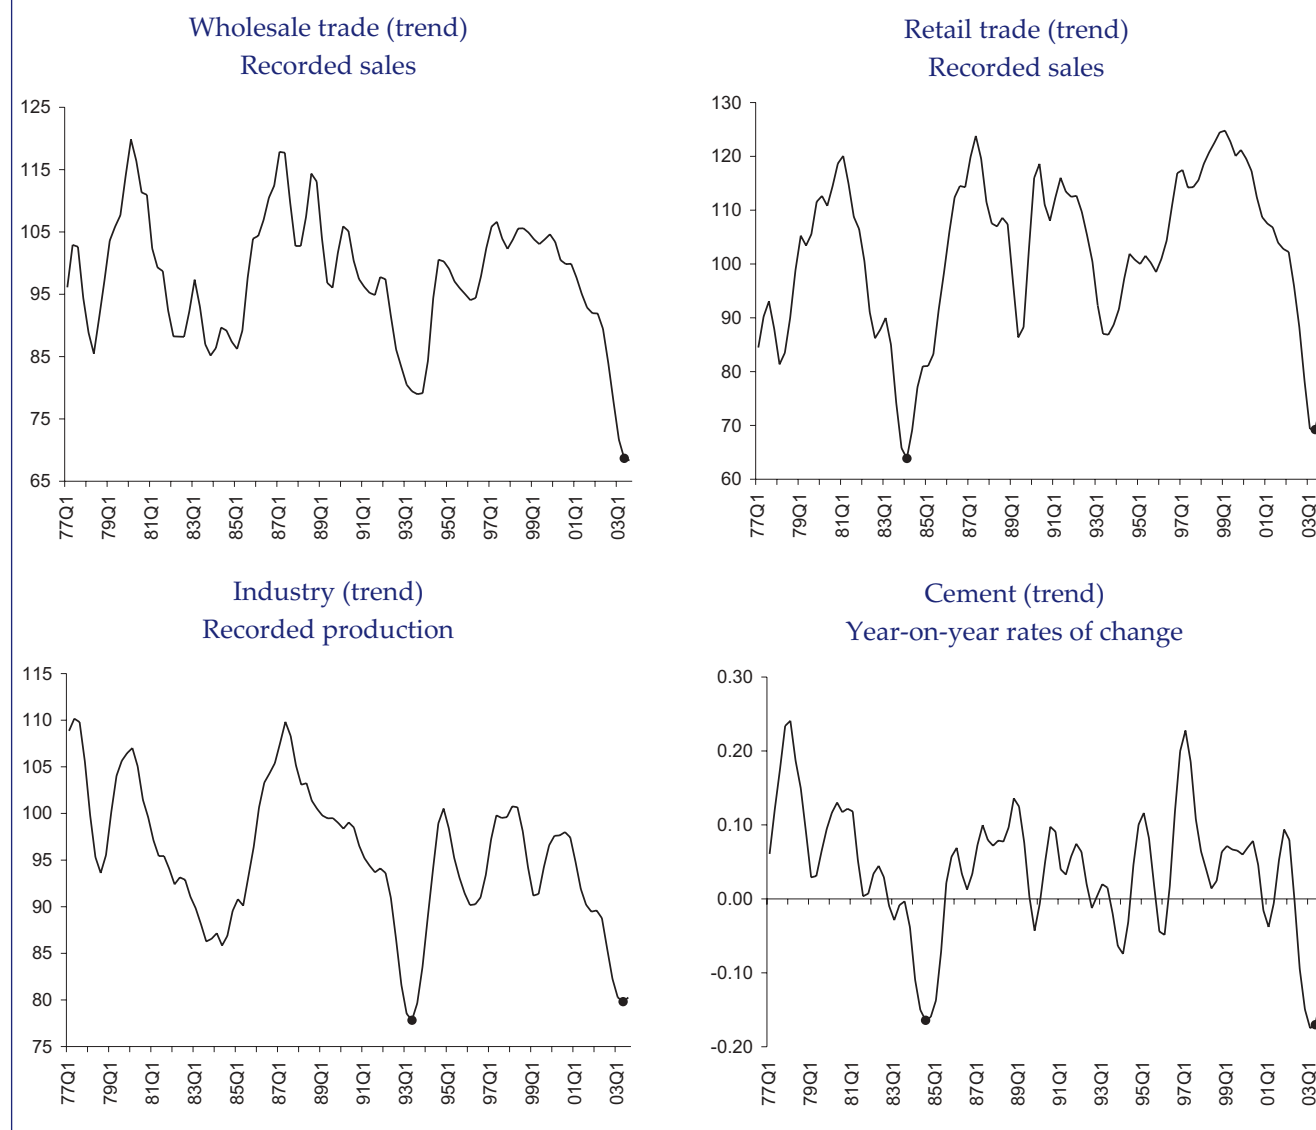 Wholesale trade (trend)
Recorded sales
125
115
105
95
85
75
65
77Q1 79Q1 81Q1 83Q1 85Q1 87Q1 89Q1 91Q1 93Q1 95Q1 97Q1 99Q1 01Q1 03Q1
Retail trade (trend)
Recorded sales
130
120
110
100
90
80
70
60
77Q1 79Q1 81Q1 83Q1 85Q1 87Q1 89Q1 91Q1 93Q1 95Q1 97Q1 99Q1 01Q1 03Q1
Industry (trend)
Recorded production
115
110
105
100
95
90
85
80
75
77Q1 79Q1 81Q1 83Q1 85Q1 87Q1 89Q1 91Q1 93Q1 95Q1 97Q1 99Q1 01Q1 03Q1
Cement (trend)
Year-on-year rates of change
0.30
0.20
0.10
0.00
-0.10
-0.20
77Q1 79Q1 81Q1 83Q1 85Q1 87Q1 89Q1 91Q1 93Q1 95Q1 97Q1 99Q1 01Q1 03Q1